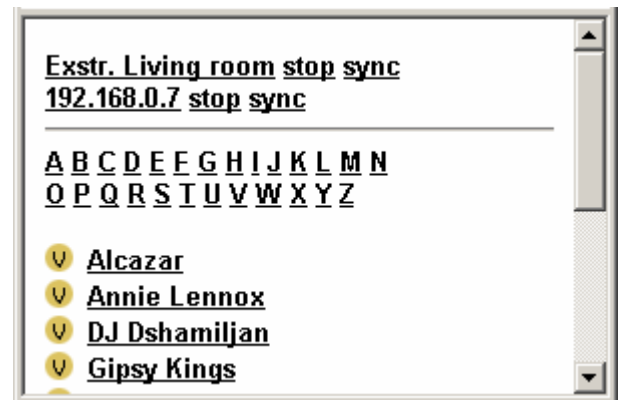 Exstr. Living room stop sync
192.168.0.7 stop sync
A B C D E F G H I J K L M N
O P Q R S T U V W X Y Z
V Alcazar
V Annie Lennox
V DJ Dshamiljan
V Gipsy Kings